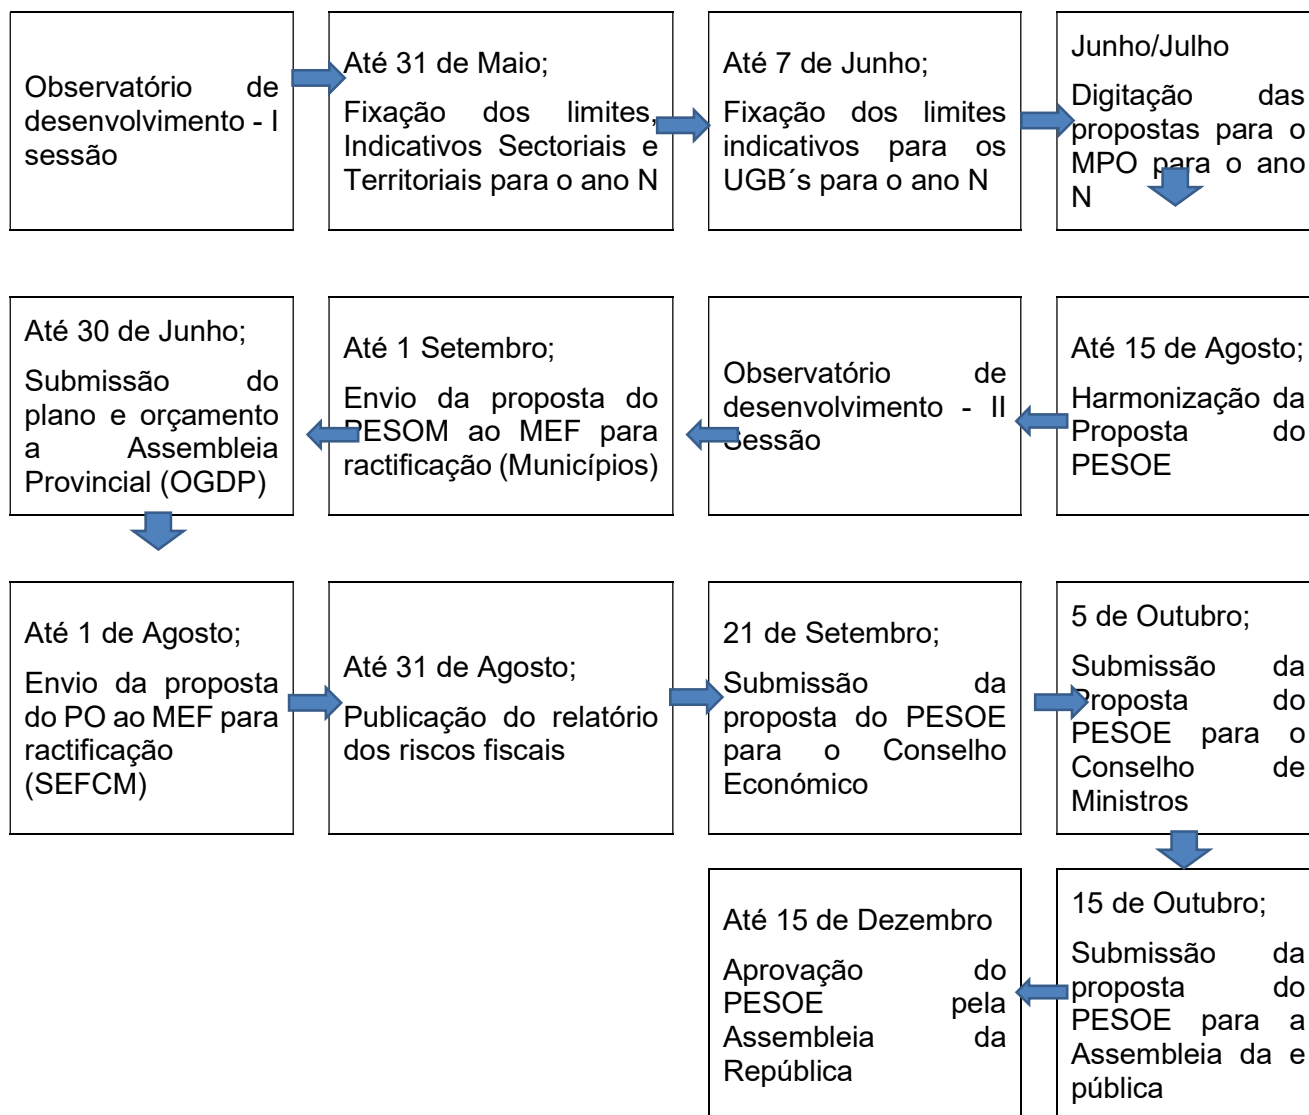 Observatório de
desenvolvimento - I
sessão
Até 31 de Maio;
Fixação dos limites,
Indicativos Sectoriais e
Territoriais para o ano N
Até 7 de Junho;
Fixação dos limites
indicativos para os
UGB´s para o ano N
Junho/Julho
Digitação das
propostas para o
MPO para o ano
N
Até 15 de Agosto;
Harmonização da
Proposta do
PESOE
Observatório de
desenvolvimento - II
Sessão
Até 1 Setembro;
Envio da proposta do
PESOM ao MEF para
ractificação (Municípios)
Até 30 de Junho;
Submissão do
plano e orçamento
a Assembleia
Provincial (OGDP)
Até 1 de Agosto;
Envio da proposta
do PO ao MEF para
ractificação
(SEFCM)
Até 31 de Agosto;
Publicação do relatório
dos riscos fiscais
21 de Setembro;
Submissão da
proposta do PESOE
para o Conselho
Económico
5 de Outubro;
Submissão da
Proposta do
PESOE para o
Conselho de
Ministros
15 de Outubro;
Submissão da
proposta do
PESOE para a
Assembleia da e
pública
Até 15 de Dezembro
Aprovação do
PESOE pela
Assembleia da
República